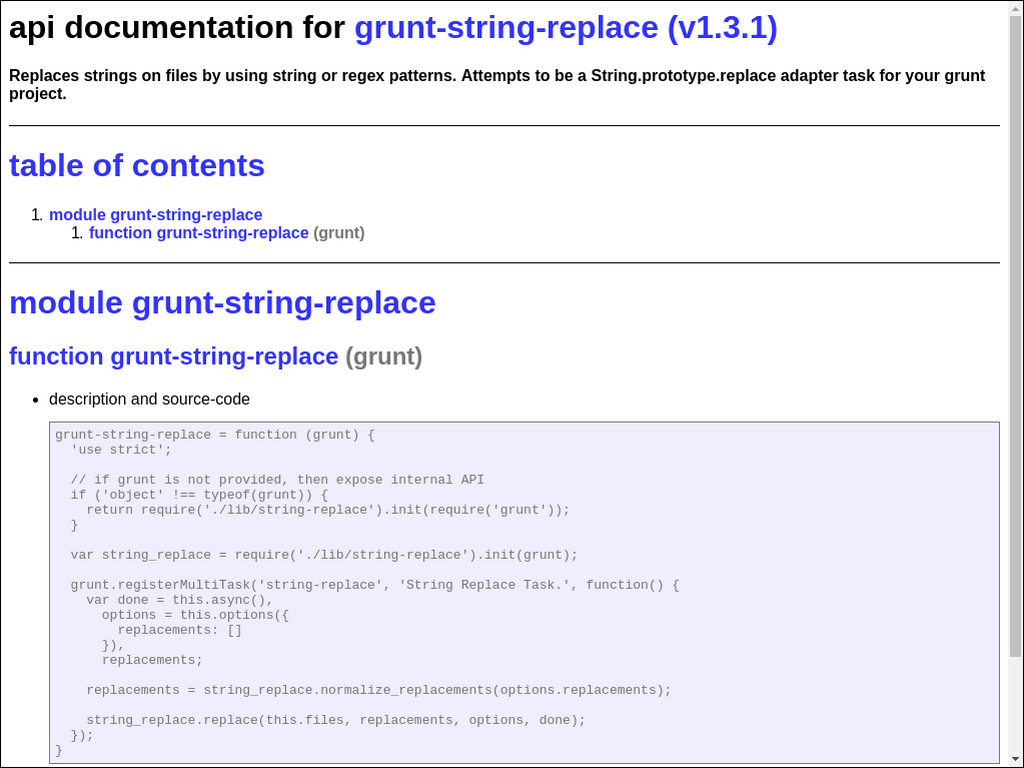 api documentation for grunt-string-replace (v1.3.1)
Replaces strings on files by using string or regex patterns. Attempts to be a String.prototype.replace adapter task for your grunt
project.
table of contents
1. module grunt-string-replace
1. function grunt-string-replace (grunt)
module grunt-string-replace
function grunt-string-replace (grunt)
• description and source-code
grunt-string-replace = function (grunt) {
  'use strict';

  // if grunt is not provided, then expose internal API
  if ('object' !== typeof(grunt)) {
    return require('./lib/string-replace').init(require('grunt'));
  }

  var string_replace = require('./lib/string-replace').init(grunt);

  grunt.registerMultiTask('string-replace', 'String Replace Task.', function() {
    var done = this.async(),
      options = this.options({
        replacements: []
      }),
      replacements;

    replacements = string_replace.normalize_replacements(options.replacements);

    string_replace.replace(this.files, replacements, options, done);
  });
}